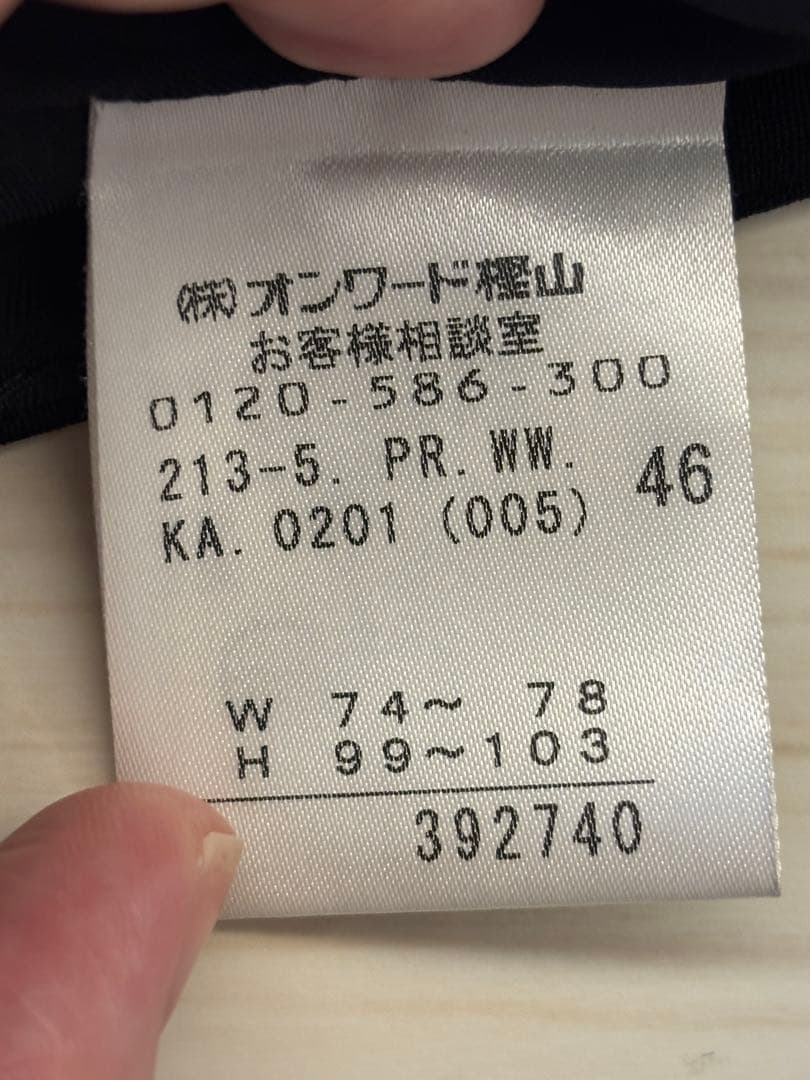 (株)オンワード樫山
お客様相談室
0120-586-300
213-5. PR. WW. 46
KA. 0201 (005)
W 74～ 78
H 99～103
392740